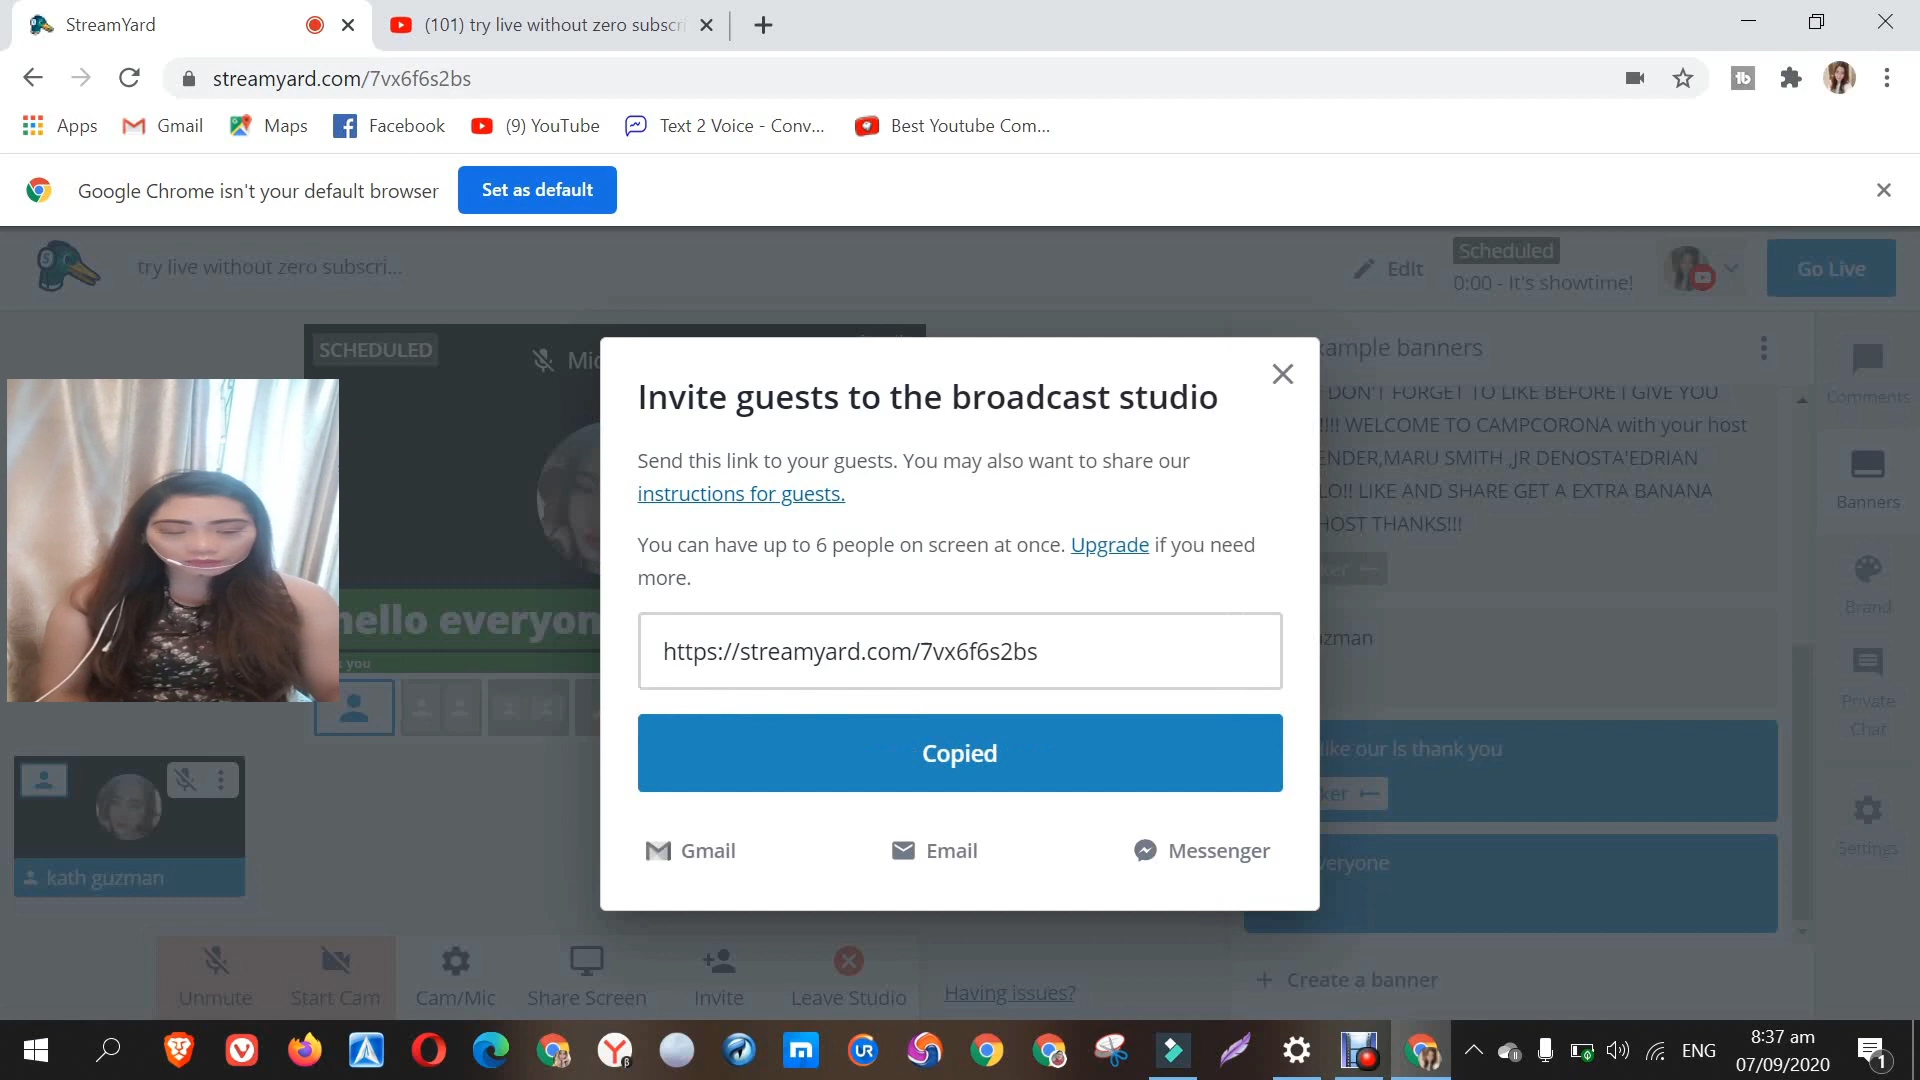 StreamYard
(101) try live without zero subscri
streamyard.com/7vx6f6s2bs
Apps
Gmail
Maps
Facebook
(9) YouTube
Text 2 Voice - Conv...
Best Youtube Com...
Google Chrome isn't your default browser
Set as default
try live without zero subscri...
Edit
Scheduled
0:00 - It's showtime!
Go Live
SCHEDULED
Mic
Invite guests to the broadcast studio
Send this link to your guests. You may also want to share our
instructions for guests.
You can have up to 6 people on screen at once. Upgrade if you need
more.
https://streamyard.com/7vx6f6s2bs
Copied
Gmail
Email
Messenger
ample banners
DON'T FORGET TO LIKE BEFORE I GIVE YOU
!!!! WELCOME TO CAMPCORONA with your host
ENDER,MARU SMITH ,JR DENOSTA'EDRIAN
LO!! LIKE AND SHARE GET A EXTRA BANANA
HOST THANKS!!!
ker
zman
like our ls thank you
ker
veryone
Create a banner
Comments
Banners
Brand
Private
Chat
Settings
hello everyon
you
kath guzman
Unmute
Start Cam
Cam/Mic
Share Screen
Invite
Leave Studio
Having issues?
UR
ENG
8:37 am
07/09/2020
1